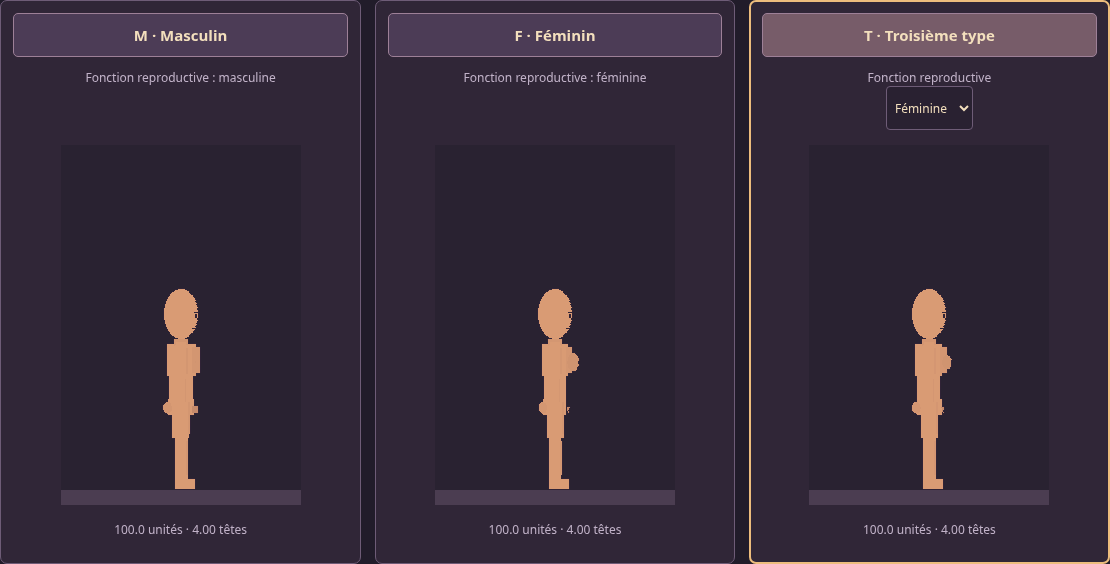 M · Masculin
Fonction reproductive : masculine
100.0 unités · 4.00 têtes
F · Féminin
Fonction reproductive : féminine
100.0 unités · 4.00 têtes
T · Troisième type
Fonction reproductive
Féminine
100.0 unités · 4.00 têtes